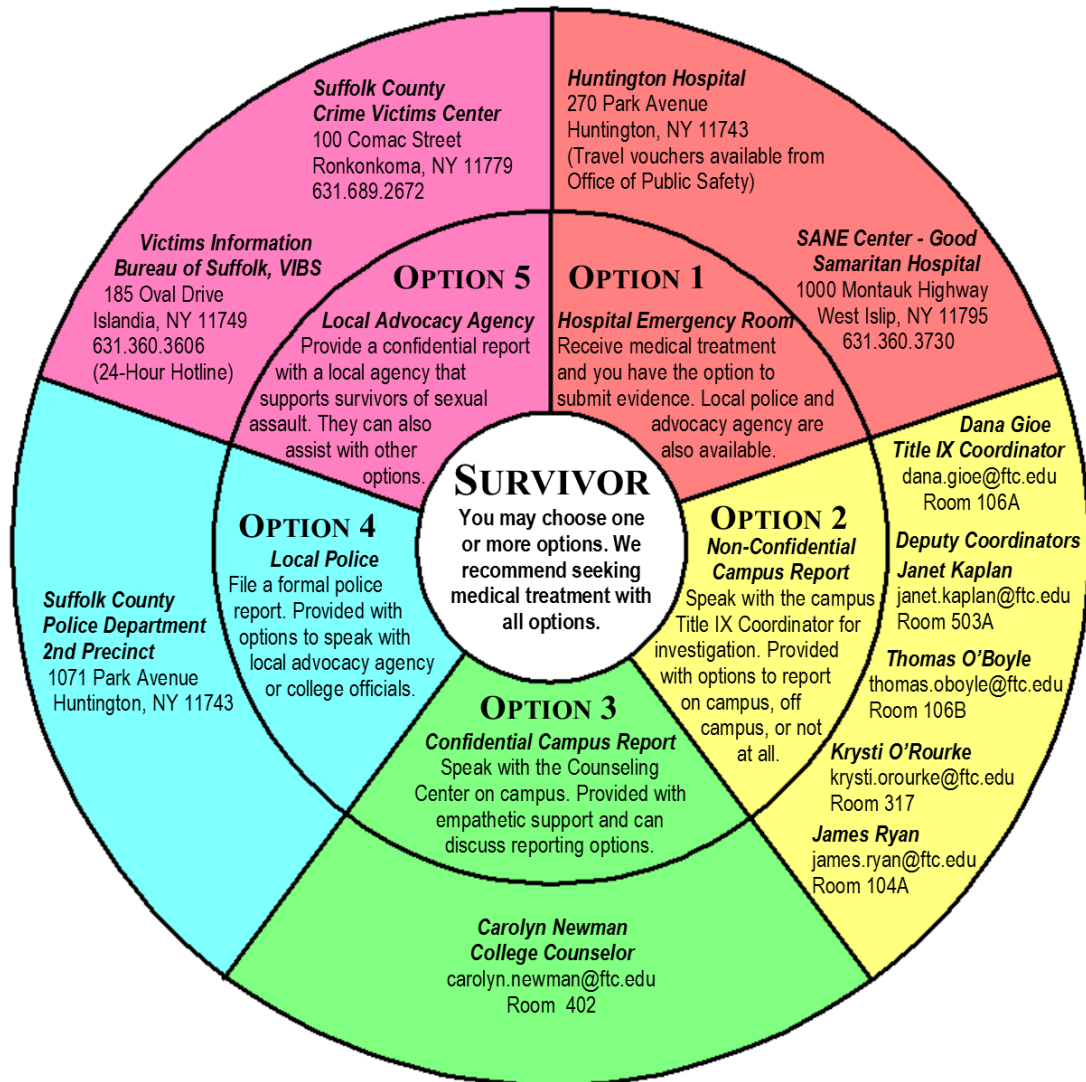 SURVIVOR
You may choose one
or more options. We
recommend seeking
medical treatment with
all options.
OPTION 1
Hospital Emergency Room
Receive medical treatment
and you have the option to
submit evidence. Local police and
advocacy agency are
also available.
Huntington Hospital
270 Park Avenue
Huntington, NY 11743
(Travel vouchers available from
Office of Public Safety)
SANE Center - Good
Samaritan Hospital
1000 Montauk Highway
West Islip, NY 11795
631.360.3730
OPTION 2
Non-Confidential
Campus Report
Speak with the campus
Title IX Coordinator for
investigation. Provided
with options to report
on campus, off
campus, or not
at all.
Dana Gioe
Title IX Coordinator
dana.gioe@ftc.edu
Room 106A
Deputy Coordinators
Janet Kaplan
janet.kaplan@ftc.edu
Room 503A
Thomas O'Boyle
thomas.oboyle@ftc.edu
Room 106B
Krysti O'Rourke
krysti.orourke@ftc.edu
Room 317
James Ryan
james.ryan@ftc.edu
Room 104A
OPTION 3
Confidential Campus Report
Speak with the Counseling
Center on campus. Provided with
empathetic support and can
discuss reporting options.
Carolyn Newman
College Counselor
carolyn.newman@ftc.edu
Room 402
OPTION 4
Local Police
File a formal police
report. Provided with
options to speak with
local advocacy agency
or college officials.
Suffolk County
Police Department
2nd Precinct
1071 Park Avenue
Huntington, NY 11743
OPTION 5
Local Advocacy Agency
Provide a confidential report
with a local agency that
supports survivors of sexual
assault. They can also
assist with other
options.
Suffolk County
Crime Victims Center
100 Comac Street
Ronkonkoma, NY 11779
631.689.2672
Victims Information
Bureau of Suffolk, VIBS
185 Oval Drive
Islandia, NY 11749
631.360.3606
(24-Hour Hotline)